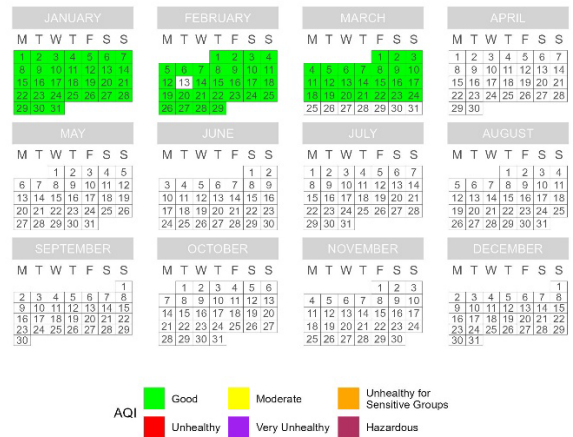 JANUARY FEBRUARY MARCH APRIL
M T W T F S S M T W T F S S M T W T F S S M T W T F S S
1 2 3 4 5 6 7 1 2 3 4 1 2 3 1 2 3 4 5 6 7
8 9 10 11 12 13 14 5 6 7 8 9 10 11 4 5 6 7 8 9 10 8 9 10 11 12 13 14
15 16 17 18 19 20 21 12 13 14 15 16 17 18 11 12 13 14 15 16 17 15 16 17 18 19 20 21
22 23 24 25 26 27 28 19 20 21 22 23 24 25 18 19 20 21 22 23 24 22 23 24 25 26 27 28
29 30 31 26 27 28 29 25 26 27 28 29 30 31 29 30
MAY JUNE JULY AUGUST
M T W T F S S M T W T F S S M T W T F S S M T W T F S S
1 2 3 4 5 1 2 1 2 3 4 5 6 7 1 2 3 4
6 7 8 9 10 11 12 3 4 5 6 7 8 9 8 9 10 11 12 13 14 5 6 7 8 9 10 11
13 14 15 16 17 18 19 10 11 12 13 14 15 16 15 16 17 18 19 20 21 12 13 14 15 16 17 18
20 21 22 23 24 25 26 17 18 19 20 21 22 23 22 23 24 25 26 27 28 19 20 21 22 23 24 25
27 28 29 30 31 24 25 26 27 28 29 30 29 30 31 26 27 28 29 30 31
SEPTEMBER OCTOBER NOVEMBER DECEMBER
M T W T F S S M T W T F S S M T W T F S S M T W T F S S
1 1 2 3 4 5 6 1 2 3 1
2 3 4 5 6 7 8 7 8 9 10 11 12 13 4 5 6 7 8 9 10 2 3 4 5 6 7 8
9 10 11 12 13 14 15 14 15 16 17 18 19 20 11 12 13 14 15 16 17 9 10 11 12 13 14 15
16 17 18 19 20 21 22 21 22 23 24 25 26 27 18 19 20 21 22 23 24 16 17 18 19 20 21 22
23 24 25 26 27 28 29 28 29 30 31 25 26 27 28 29 30 23 24 25 26 27 28 29
30 30 31
AQI
Good Moderate Unhealthy for
Sensitive Groups
Unhealthy Very Unhealthy Hazardous